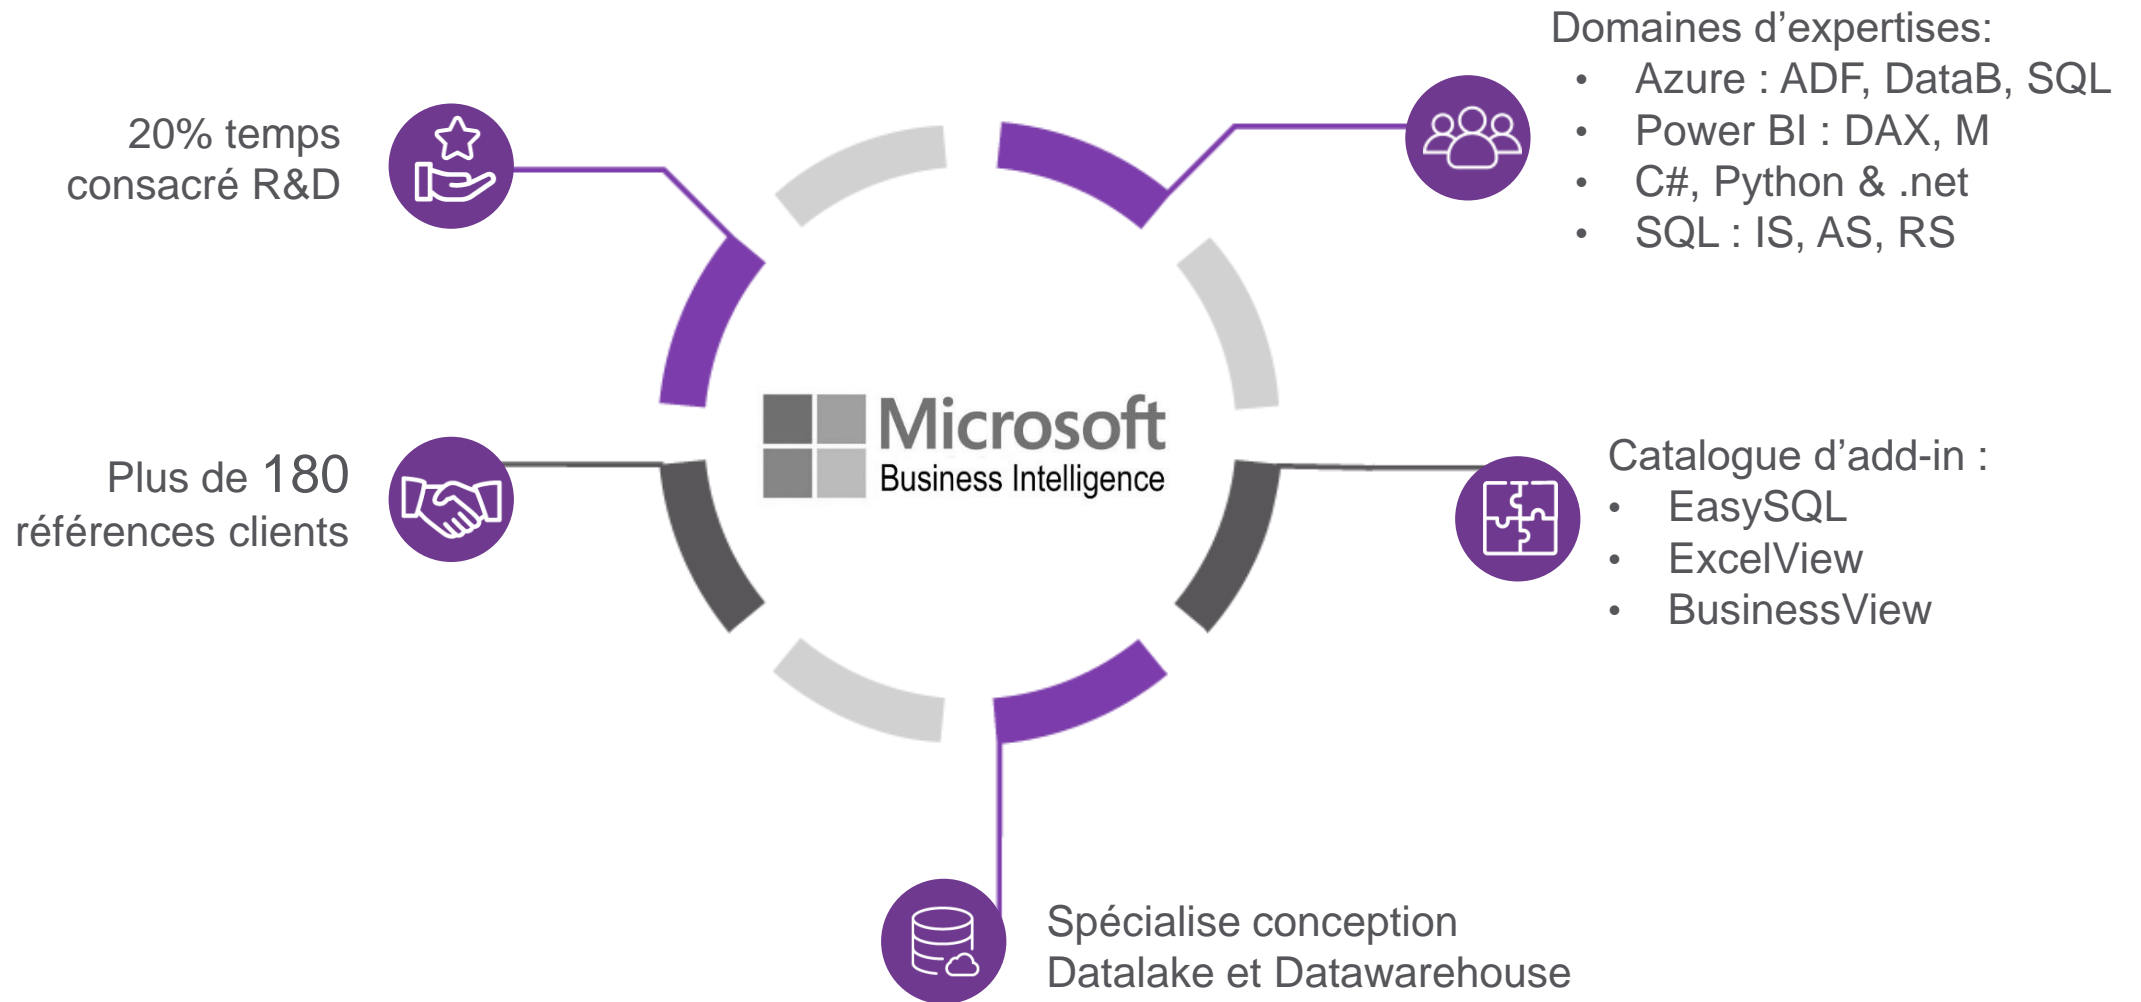 20% temps
consacré R&D
Plus de 180
références clients
Microsoft
Business Intelligence
Domaines d’expertises:
• Azure : ADF, DataB, SQL
• Power BI : DAX, M
• C#, Python & .net
• SQL : IS, AS, RS
Catalogue d’add-in :
• EasySQL
• ExcelView
• BusinessView
Spécialise conception
Datalake et Datawarehouse